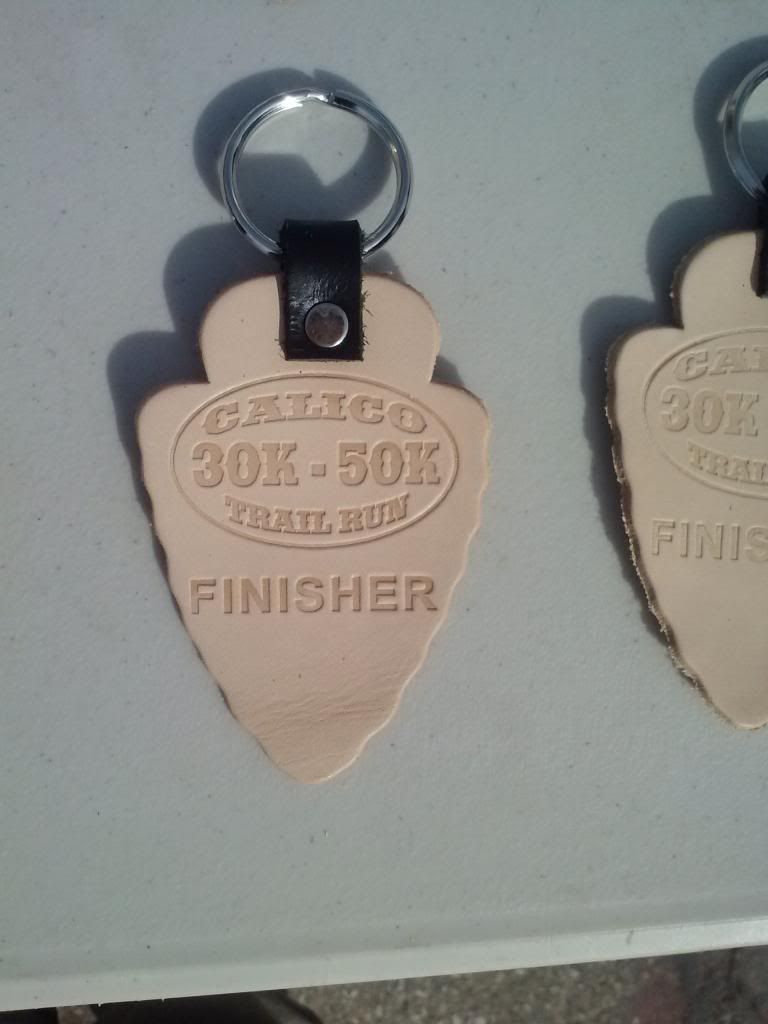 CALICO
30K - 50K
TRAIL RUN
FINISHER
30K